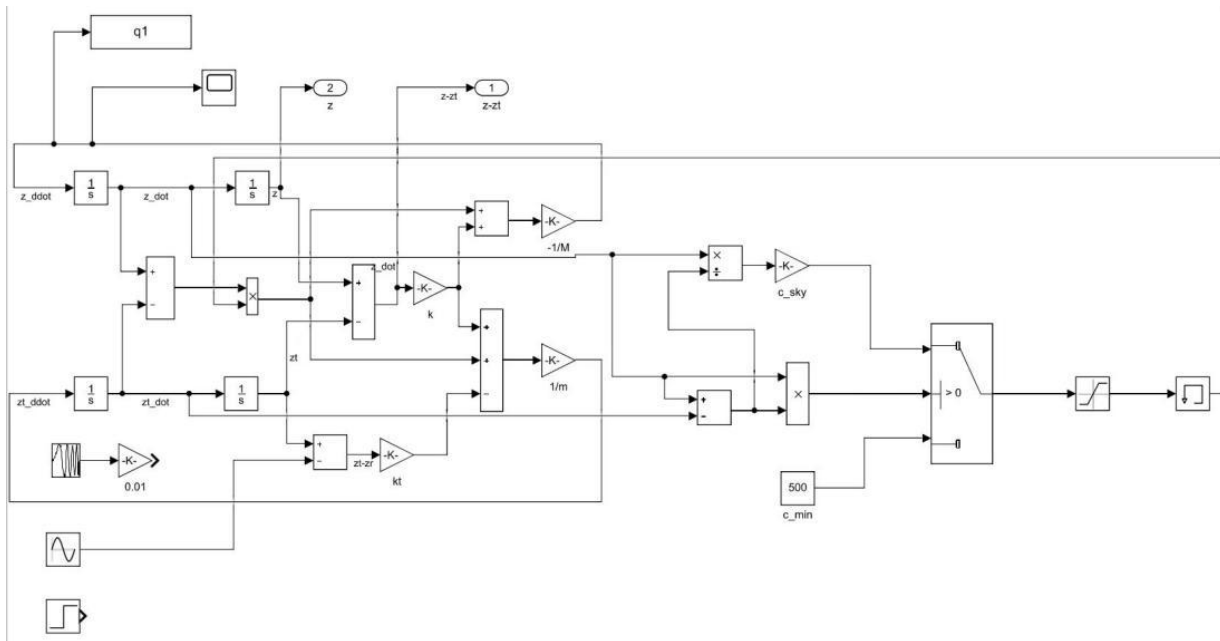 q1
2
z
z-zt
1
z-zt
z_ddot
1
s
z_dot
1
s
z
+
+
-K-
-1/M
+
−
×
z_dot
+
−
-K-
k
×
÷
-K-
c_sky
zt
+
+
−
-K-
1/m
zt_ddot
1
s
zt_dot
1
s
+
−
×
> 0
-K-
0.01
+
−
zt-zr
-K-
kt
500
c_min